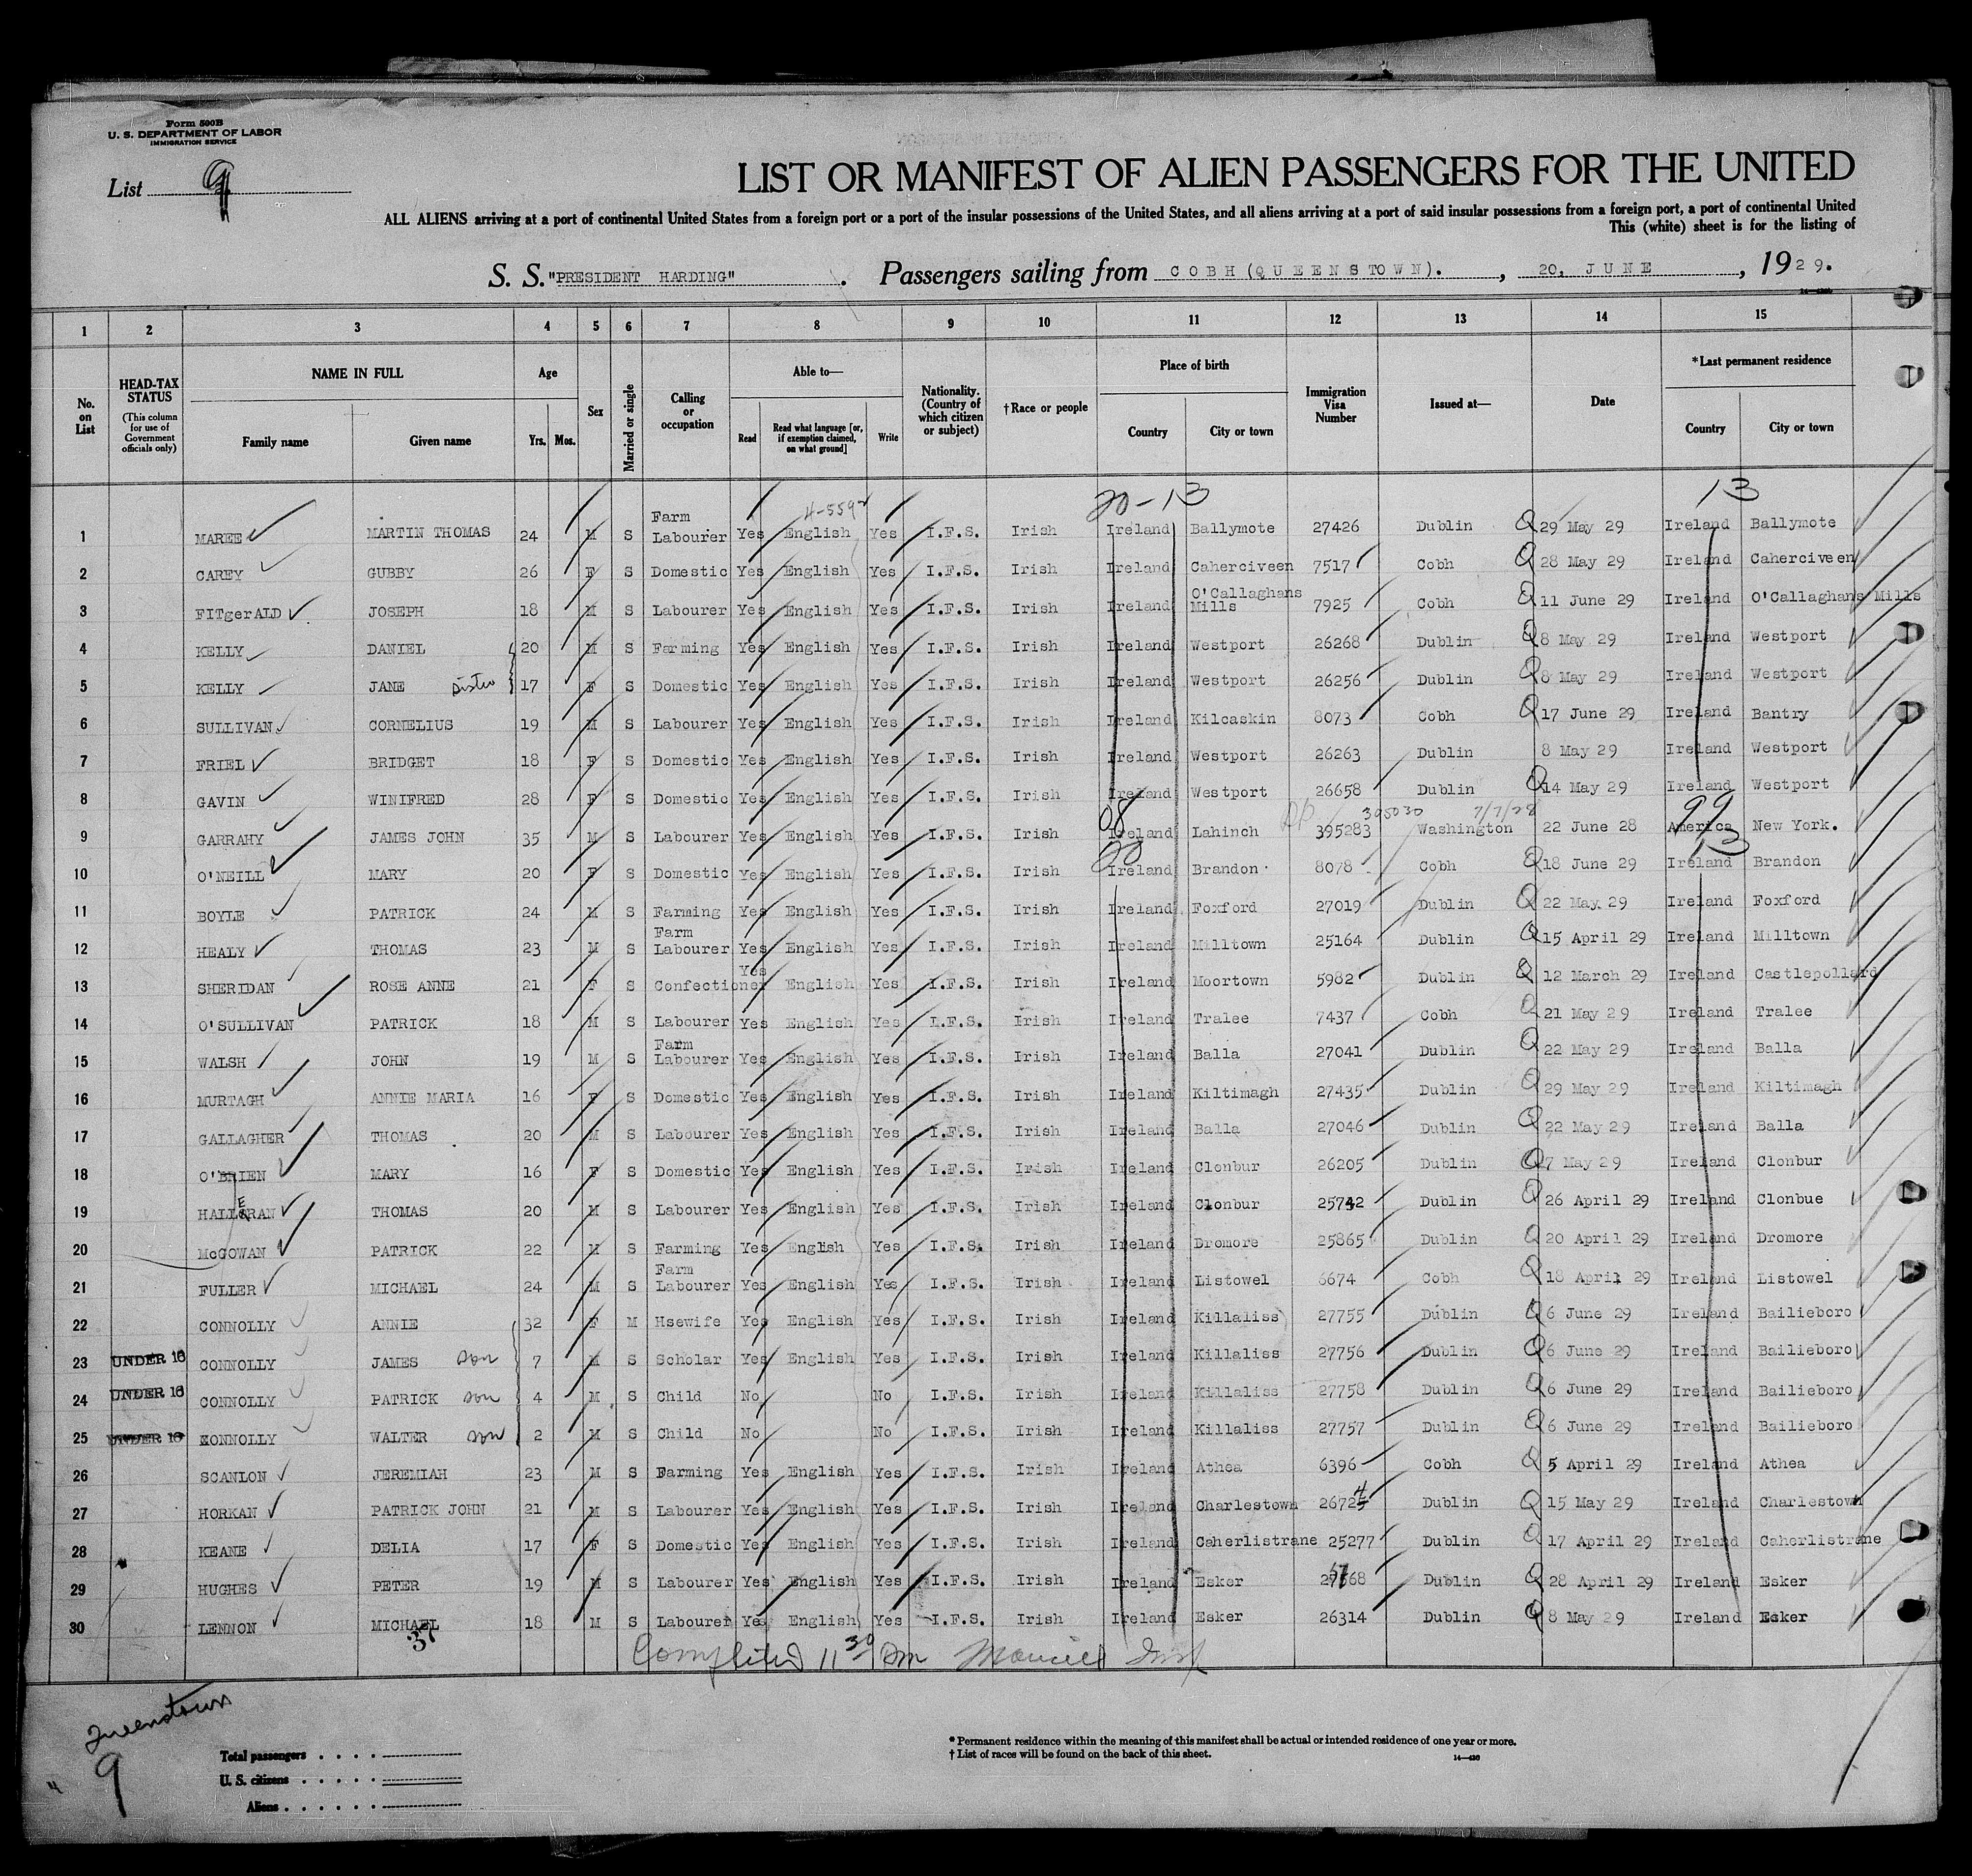 Form 500B
U. S. DEPARTMENT OF LABOR
IMMIGRATION SERVICE
List 9
LIST OR MANIFEST OF ALIEN PASSENGERS FOR THE UNITED
ALL ALIENS arriving at a port of continental United States from a foreign port or a port of the insular possessions of the United States, and all aliens arriving at a port of said insular possessions from a foreign port, a port of continental United
This (white) sheet is for the listing of
S. S. "PRESIDENT HARDING". Passengers sailing from COBH (QUEENSTOWN). , 20, JUNE , 1929.
1 2 3 4 5 6 7 8 9 10 11 12 13 14 15
No. on List HEAD-TAX STATUS (This column for use of Government officials only) NAME IN FULL Family name Given name Age Yrs. Mos. Sex Married or single Calling or occupation Able to— Read Read what language [or, if exemption claimed, on what ground] Write Nationality. (Country of which citizen or subject) †Race or people Place of birth Country City or town Immigration Visa Number Issued at— Date *Last permanent residence Country City or town
4-5592 20-13 13
1 MAREE MARTIN THOMAS 24 M S Farm Labourer Yes English Yes I.F.S. Irish Ireland Ballymote 27426 Dublin Q 29 May 29 Ireland Ballymote
2 CAREY GUBBY 26 F S Domestic Yes English Yes I.F.S. Irish Ireland Caherciveen 7517 Cobh Q 28 May 29 Ireland Caherciveen
3 FITgerALD JOSEPH 18 M S Labourer Yes English Yes I.F.S. Irish Ireland O'Callaghans Mills 7925 Cobh Q 11 June 29 Ireland O'Callaghans Mills
4 KELLY DANIEL 20 M S Farming Yes English Yes I.F.S. Irish Ireland Westport 26268 Dublin Q 8 May 29 Ireland Westport
5 KELLY JANE sister 17 F S Domestic Yes English Yes I.F.S. Irish Ireland Westport 26256 Dublin Q 8 May 29 Ireland Westport
6 SULLIVAN CORNELIUS 19 M S Labourer Yes English Yes I.F.S. Irish Ireland Kilcaskin 8073 Cobh Q 17 June 29 Ireland Bantry
7 FRIEL BRIDGET 18 F S Domestic Yes English Yes I.F.S. Irish Ireland Westport 26263 Dublin 8 May 29 Ireland Westport
8 GAVIN WINIFRED 28 F S Domestic Yes English Yes I.F.S. Irish Ireland Westport 26658 Dublin Q 14 May 29 Ireland Westport
08 RP 395030 7/7/28 99
9 GARRAHY JAMES JOHN 35 M S Labourer Yes English Yes I.F.S. Irish Ireland Lahinch 395283 Washington 22 June 28 America New York.
20 13
10 O'NEILL MARY 20 F S Domestic Yes English Yes I.F.S. Irish Ireland Brandon 8078 Cobh Q 18 June 29 Ireland Brandon
11 BOYLE PATRICK 24 M S Farming Yes English Yes I.F.S. Irish Ireland Foxford 27019 Dublin Q 22 May 29 Ireland Foxford
12 HEALY THOMAS 23 M S Farm Labourer Yes English Yes I.F.S. Irish Ireland Milltown 25164 Dublin Q 15 April 29 Ireland Milltown
13 SHERIDAN ROSE ANNE 21 F S Confectioner Yes English Yes I.F.S. Irish Ireland Moortown 5982 Dublin Q 12 March 29 Ireland Castlepollard
14 O'SULLIVAN PATRICK 18 M S Labourer Yes English Yes I.F.S. Irish Ireland Tralee 7437 Cobh Q 21 May 29 Ireland Tralee
15 WALSH JOHN 19 M S Farm Labourer Yes English Yes I.F.S. Irish Ireland Balla 27041 Dublin Q 22 May 29 Ireland Balla
16 MURTAGH ANNIE MARIA 16 F S Domestic Yes English Yes I.F.S. Irish Ireland Kiltimagh 27435 Dublin Q 29 May 29 Ireland Kiltimagh
17 GALLAGHER THOMAS 20 M S Labourer Yes English Yes I.F.S. Irish Ireland Balla 27046 Dublin Q 22 May 29 Ireland Balla
18 O'BRIEN MARY 16 F S Domestic Yes English Yes I.F.S. Irish Ireland Clonbur 26205 Dublin Q 7 May 29 Ireland Clonbur
19 HALLERAN THOMAS 20 M S Labourer Yes English Yes I.F.S. Irish Ireland Clonbur 25742 Dublin Q 26 April 29 Ireland Clonbue
20 McGOWAN PATRICK 22 M S Farming Yes English Yes I.F.S. Irish Ireland Dromore 25865 Dublin Q 20 April 29 Ireland Dromore
21 FULLER MICHAEL 24 M S Farm Labourer Yes English Yes I.F.S. Irish Ireland Listowel 6674 Cobh Q 18 April 29 Ireland Listowel
22 CONNOLLY ANNIE 32 F M Hsewife Yes English Yes I.F.S. Irish Ireland Killaliss 27755 Dublin Q 6 June 29 Ireland Bailieboro
23 UNDER 16 CONNOLLY JAMES son 7 M S Scholar Yes English Yes I.F.S. Irish Ireland Killaliss 27756 Dublin Q 6 June 29 Ireland Bailieboro
24 UNDER 16 CONNOLLY PATRICK son 4 M S Child No No I.F.S. Irish Ireland Killaliss 27758 Dublin Q 6 June 29 Ireland Bailieboro
25 UNDER 16 CONNOLLY WALTER son 2 M S Child No No I.F.S. Irish Ireland Killaliss 27757 Dublin Q 6 June 29 Ireland Bailieboro
26 SCANLON JEREMIAH 23 M S Farming Yes English Yes I.F.S. Irish Ireland Athea 6396 Cobh Q 5 April 29 Ireland Athea
27 HORKAN PATRICK JOHN 21 M S Labourer Yes English Yes I.F.S. Irish Ireland Charlestown 26724 Dublin Q 15 May 29 Ireland Charlestown
28 KEANE DELIA 17 F S Domestic Yes English Yes I.F.S. Irish Ireland Caherlistrane 25277 Dublin Q 17 April 29 Ireland Caherlistrane
29 HUGHES PETER 19 M S Labourer Yes English Yes I.F.S. Irish Ireland Esker Dublin Q 28 April 29 Ireland Esker
30 LENNON MICHAEL 18 M S Labourer Yes English Yes I.F.S. Irish Ireland Esker 26314 Dublin Q 8 May 29 Ireland Esker
37 Completed 11 30 am
Queenstown
9
Total passengers
U. S. citizens
Aliens
* Permanent residence within the meaning of this manifest shall be actual or intended residence of one year or more.
† List of races will be found on the back of this sheet.
14—430